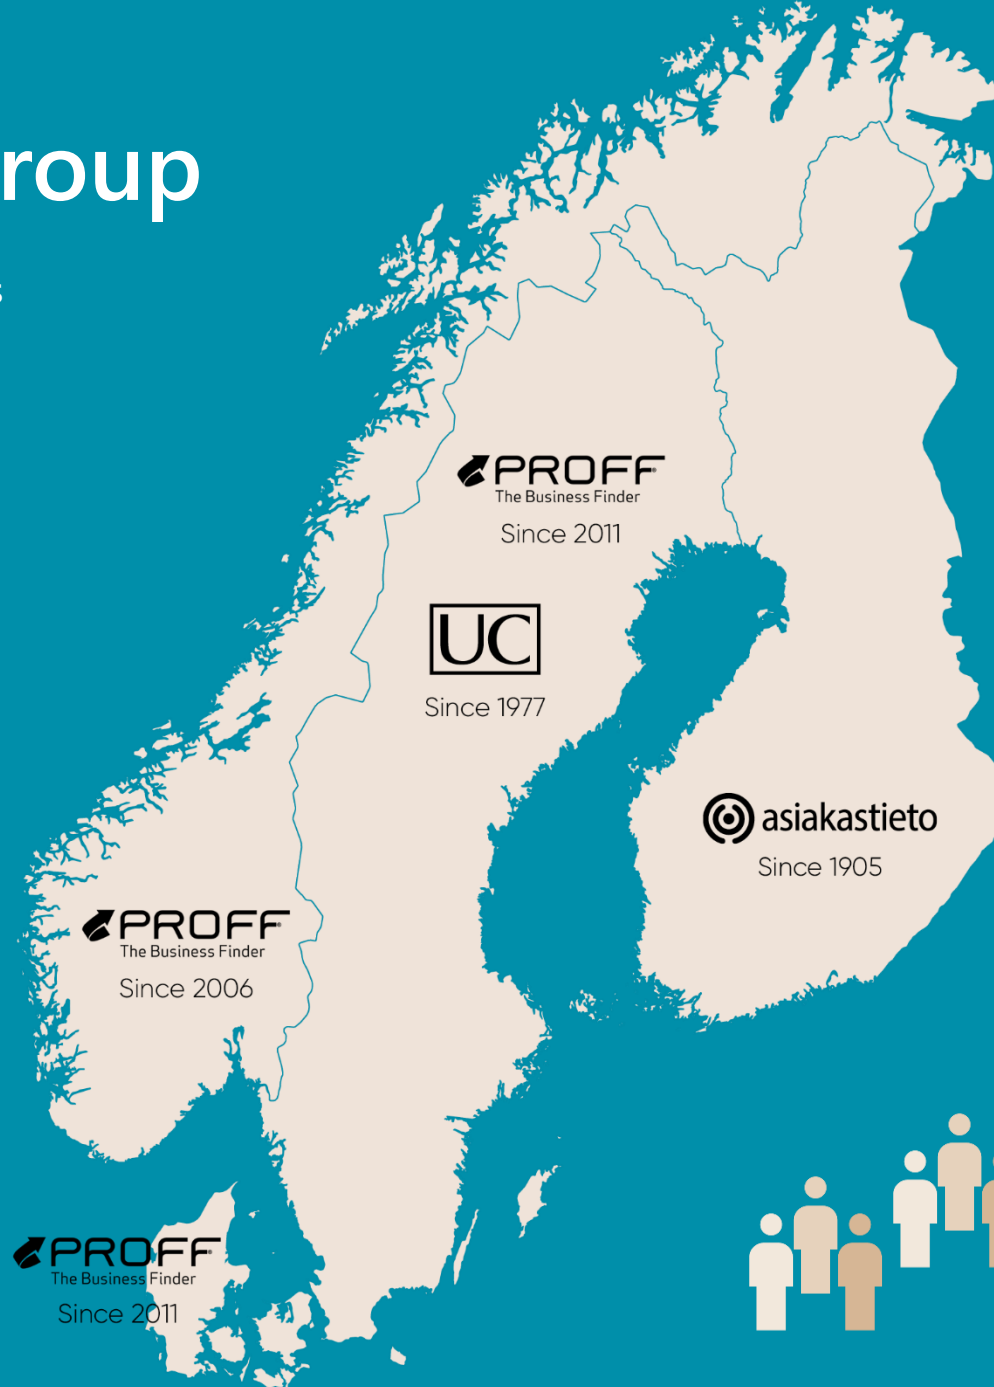 roup
s
PROFF
The Business Finder
Since 2011
UC
Since 1977
asiakastieto
Since 1905
PROFF
The Business Finder
Since 2006
PROFF
The Business Finder
Since 2011